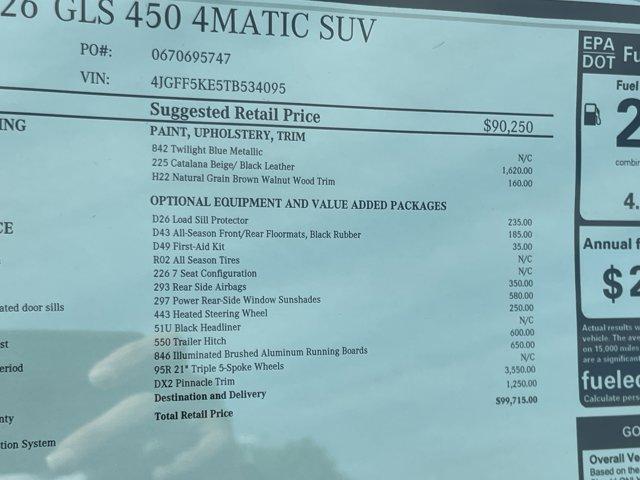 26 GLS 450 4MATIC SUV
PO#: 0670695747
VIN: 4JGFF5KE5TB534095
Suggested Retail Price $90,250
PAINT, UPHOLSTERY, TRIM
842 Twilight Blue Metallic N/C
225 Catalana Beige/ Black Leather 1,620.00
H22 Natural Grain Brown Walnut Wood Trim 160.00
OPTIONAL EQUIPMENT AND VALUE ADDED PACKAGES
D26 Load Sill Protector 235.00
D43 All-Season Front/Rear Floormats, Black Rubber 185.00
D49 First-Aid Kit 35.00
R02 All Season Tires N/C
226 7 Seat Configuration N/C
293 Rear Side Airbags 350.00
297 Power Rear-Side Window Sunshades 580.00
443 Heated Steering Wheel 250.00
51U Black Headliner N/C
550 Trailer Hitch 600.00
846 Illuminated Brushed Aluminum Running Boards 650.00
95R 21" Triple 5-Spoke Wheels N/C
DX2 Pinnacle Trim 3,550.00
Destination and Delivery 1,250.00
Total Retail Price $99,715.00
ING
CE
ated door sills
st
eriod
nty
tion System
EPA
DOT Fu
Fuel
2
combin
4.
Annual f
$2
Actual results w
vehicle. The ave
on 15,000 miles
are a significant
fuelec
Calculate pers
GO
Overall Ve
Based on the